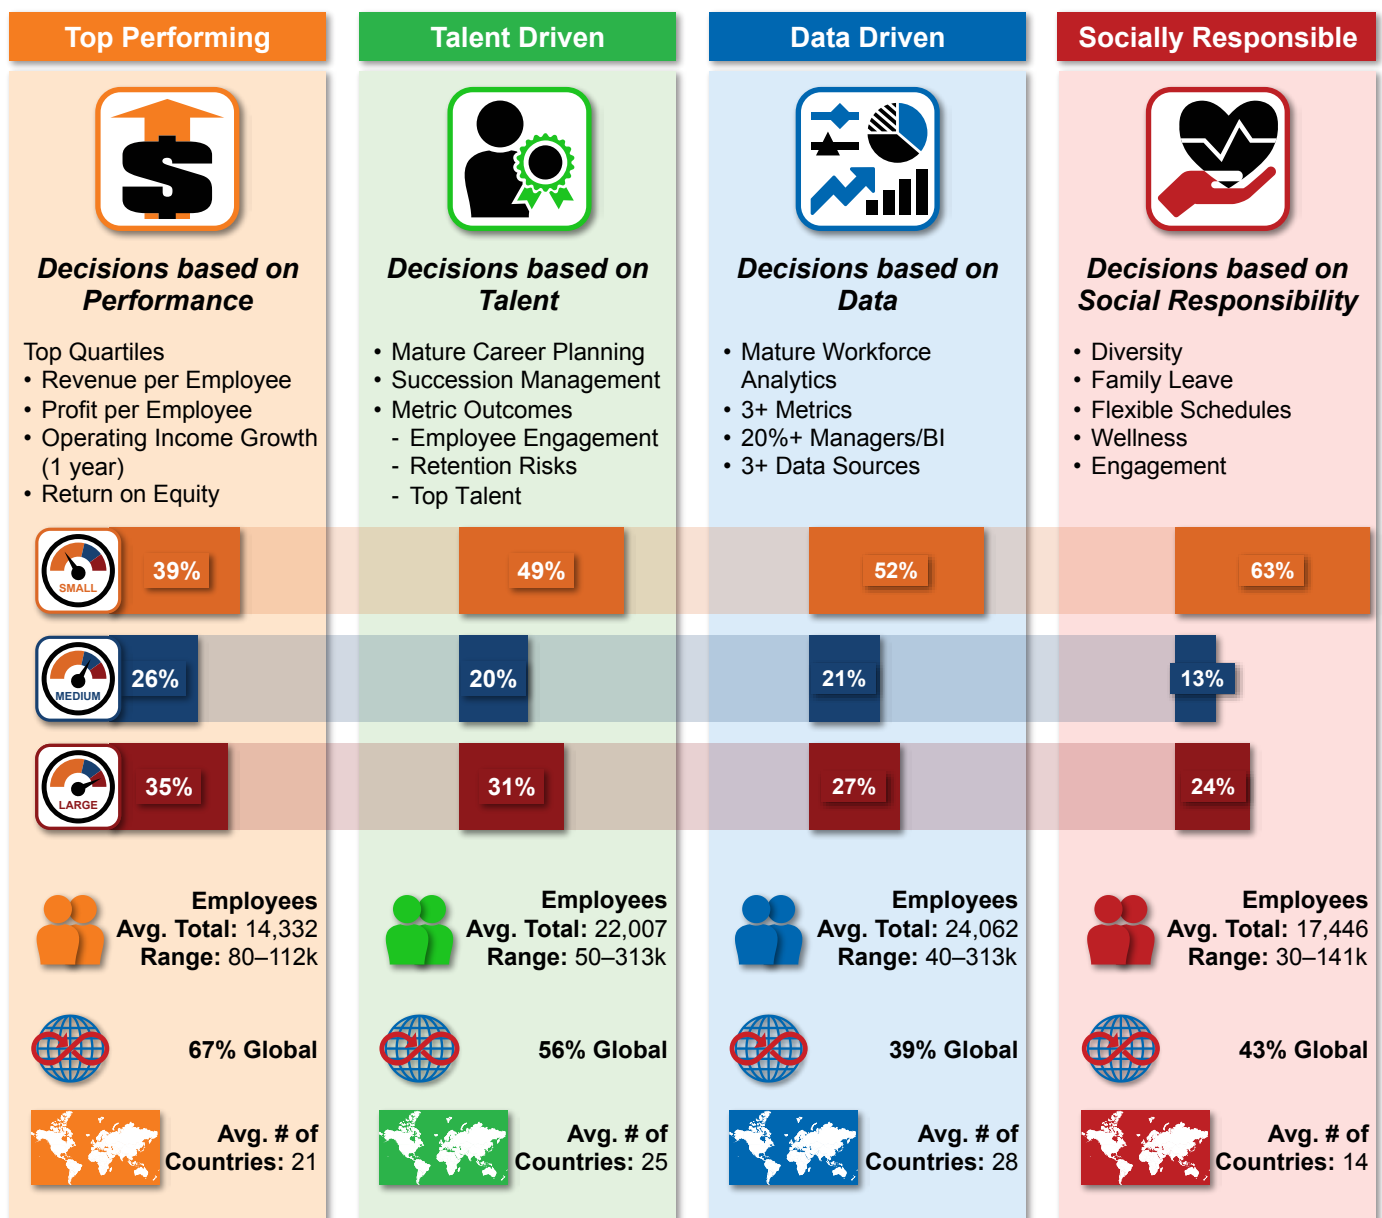 Top Performing
Decisions based on
Performance
Top Quartiles
• Revenue per Employee
• Profit per Employee
• Operating Income Growth
(1 year)
• Return on Equity
Talent Driven
Decisions based on
Talent
• Mature Career Planning
• Succession Management
• Metric Outcomes
- Employee Engagement
- Retention Risks
- Top Talent
Data Driven
Decisions based on
Data
• Mature Workforce
Analytics
• 3+ Metrics
• 20%+ Managers/BI
• 3+ Data Sources
Socially Responsible
Decisions based on
Social Responsibility
• Diversity
• Family Leave
• Flexible Schedules
• Wellness
• Engagement
SMALL 39% 49% 52% 63%
MEDIUM 26% 20% 21% 13%
LARGE 35% 31% 27% 24%
Employees
Avg. Total: 14,332
Range: 80–112k
67% Global
Avg. # of
Countries: 21
Employees
Avg. Total: 22,007
Range: 50–313k
56% Global
Avg. # of
Countries: 25
Employees
Avg. Total: 24,062
Range: 40–313k
39% Global
Avg. # of
Countries: 28
Employees
Avg. Total: 17,446
Range: 30–141k
43% Global
Avg. # of
Countries: 14